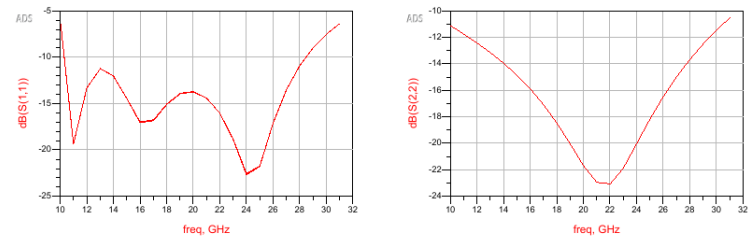 ADS
dB(S(1,1))
-5
-10
-15
-20
-25
10 12 14 16 18 20 22 24 26 28 30 32
freq, GHz
ADS
dB(S(2,2))
-10
-12
-14
-16
-18
-20
-22
-24
10 12 14 16 18 20 22 24 26 28 30 32
freq, GHz